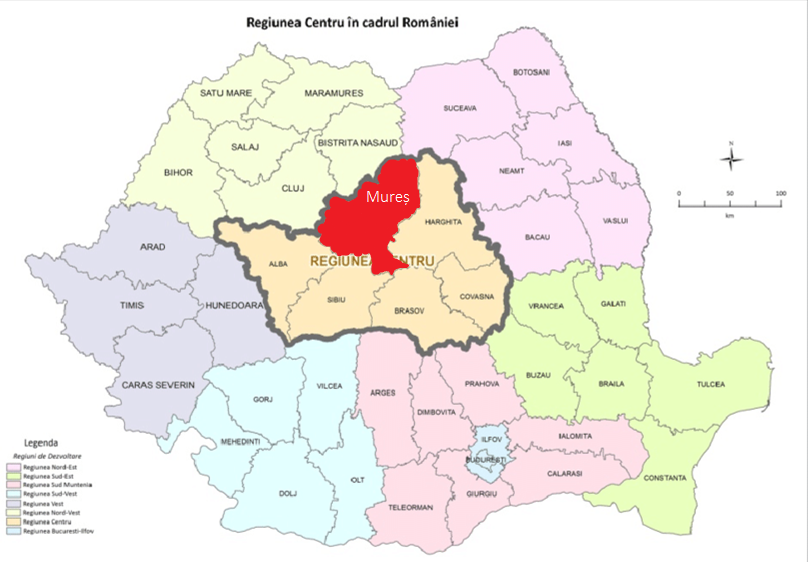 Regiunea Centru în cadrul României
BOTOSANI
SATU MARE
MARAMURES
SUCEAVA
SALAJ
BISTRITA NASAUD
IASI
BIHOR
CLUJ
NEAMT
Mureș
HARGHITA
VASLUI
BACAU
ARAD
ALBA
REGIUNEA CENTRU
TIMIS
HUNEDOARA
SIBIU
BRASOV
COVASNA
VRANCEA
GALATI
CARAS SEVERIN
GORJ
VILCEA
ARGES
PRAHOVA
BUZAU
BRAILA
TULCEA
DIMBOVITA
MEHEDINTI
ILFOV
IALOMITA
BUCURESTI
OLT
CALARASI
CONSTANTA
DOLJ
TELEORMAN
GIURGIU
N
0 50 100
km
Legenda
Regiuni de Dezvoltare
Regiunea Nord-Est
Regiunea Sud-Est
Regiunea Sud Muntenia
Regiunea Sud-Vest
Regiunea Vest
Regiunea Nord-Vest
Regiunea Centru
Regiunea Bucuresti-Ilfov